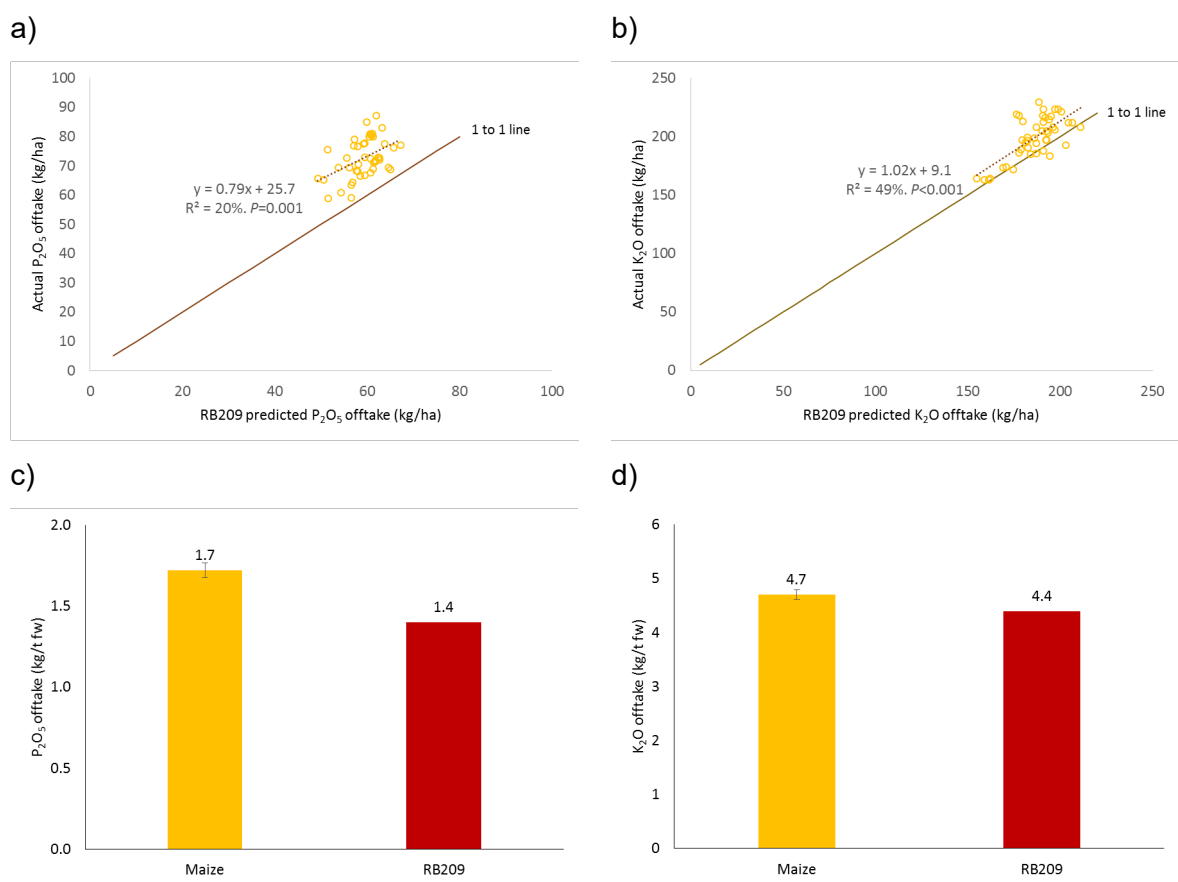 a)
100
90
80
70
60
50
40
30
20
10
0
Actual P₂O₅ offtake (kg/ha)
1 to 1 line
y = 0.79x + 25.7
R² = 20%. P=0.001
0 20 40 60 80 100
RB209 predicted P₂O₅ offtake (kg/ha)
b)
250
200
150
100
50
0
Actual K₂O offtake (kg/ha)
1 to 1 line
y = 1.02x + 9.1
R² = 49%. P<0.001
0 50 100 150 200 250
RB209 predicted K₂O offtake (kg/ha)
c)
2.0
1.5
1.0
0.5
0.0
P₂O₅ offtake (kg/t fw)
1.7
1.4
Maize RB209
d)
6
5
4
3
2
1
0
K₂O offtake (kg/t fw)
4.7
4.4
Maize RB209